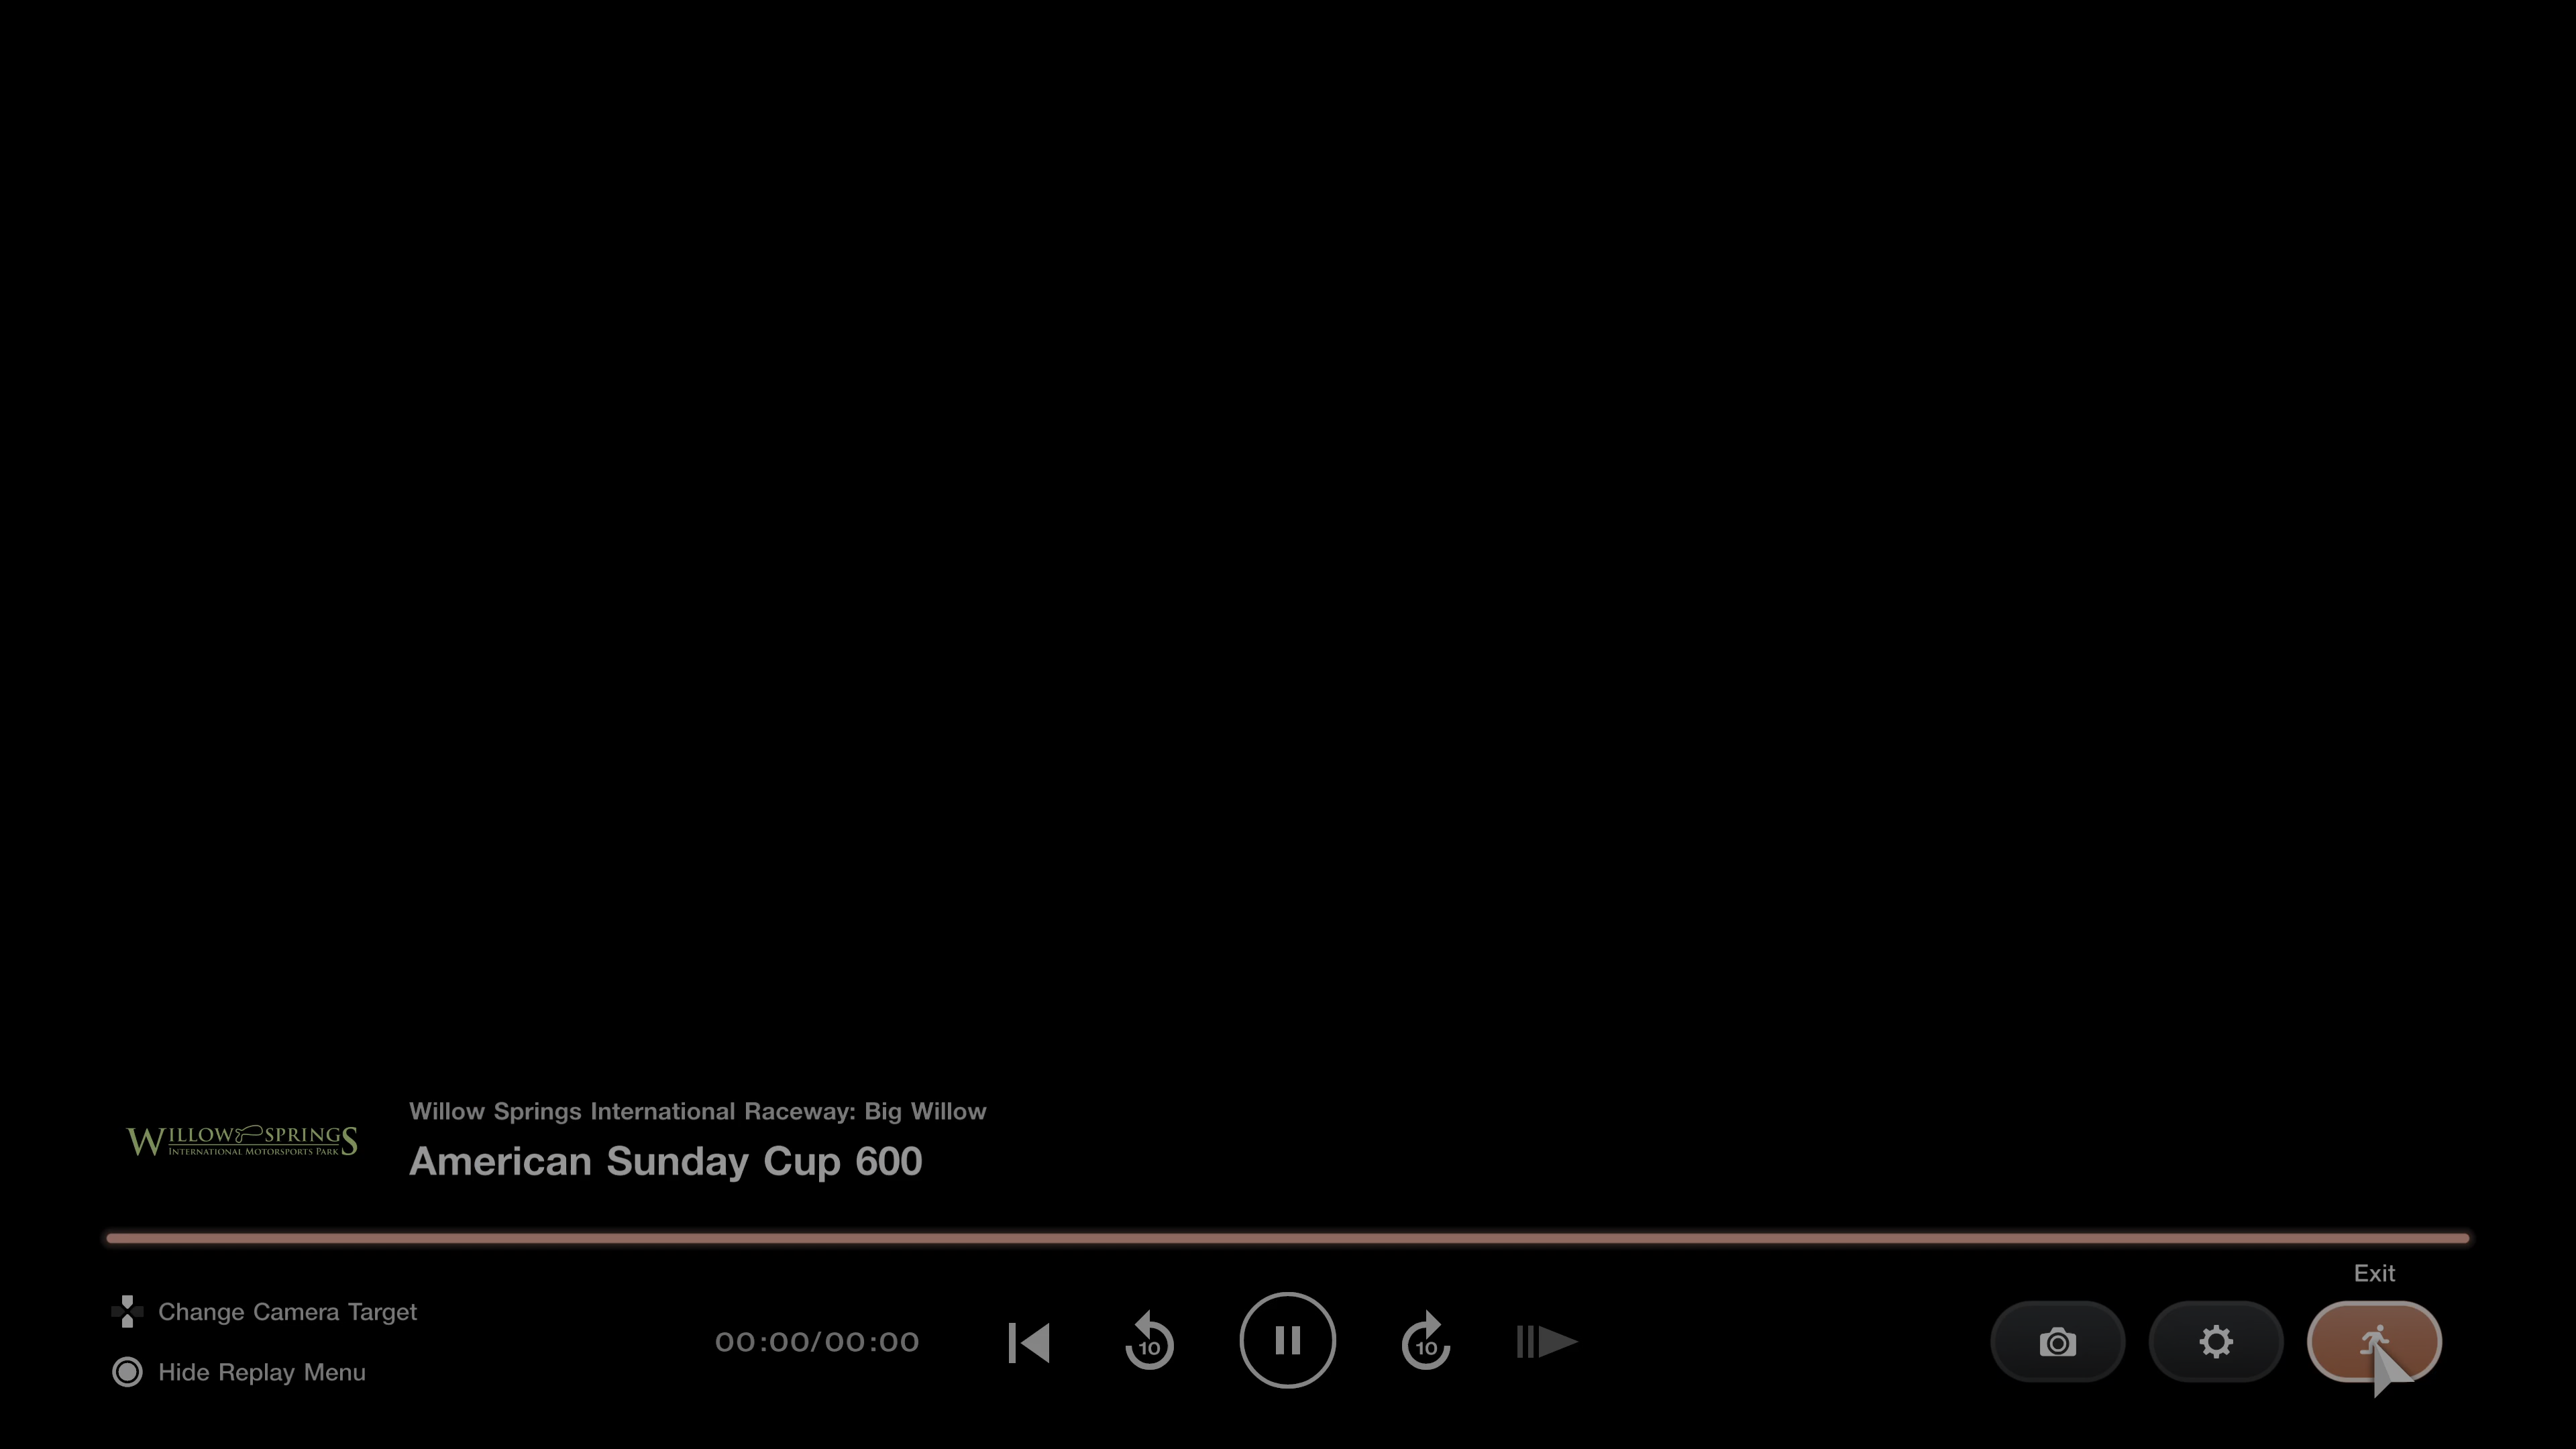 Willow Springs International Raceway: Big Willow
WILLOW SPRINGS
INTERNATIONAL MOTORSPORTS PARK
American Sunday Cup 600
Exit
Change Camera Target
00:00/00:00
10
10
Hide Replay Menu